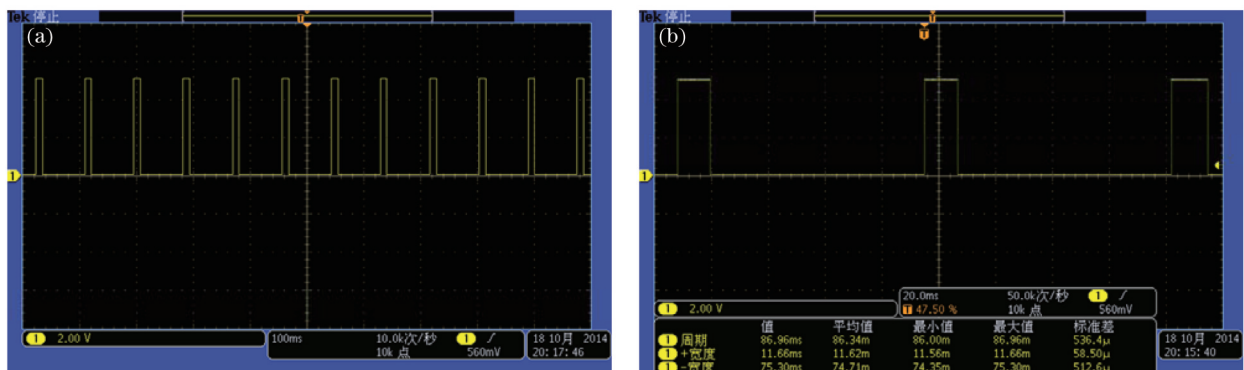 Tek 停止
(a)
1
1 2.00 V
100ms 10.0k次/秒 1
10k 点 560mV
18 10月 2014
20:17:46
Tek 停止
(b)
1
1 2.00 V
20.0ms 50.0k次/秒 1
T 47.50 % 10k 点 560mV
值 平均值 最小值 最大值 标准差
1 周期 86.96ms 86.34m 86.00m 86.96m 536.4µ
1 +宽度 11.66ms 11.62m 11.56m 11.66m 58.50µ
1 -宽度 75.30ms 74.71m 74.35m 75.30m 512.6µ
18 10月 2014
20:15:40